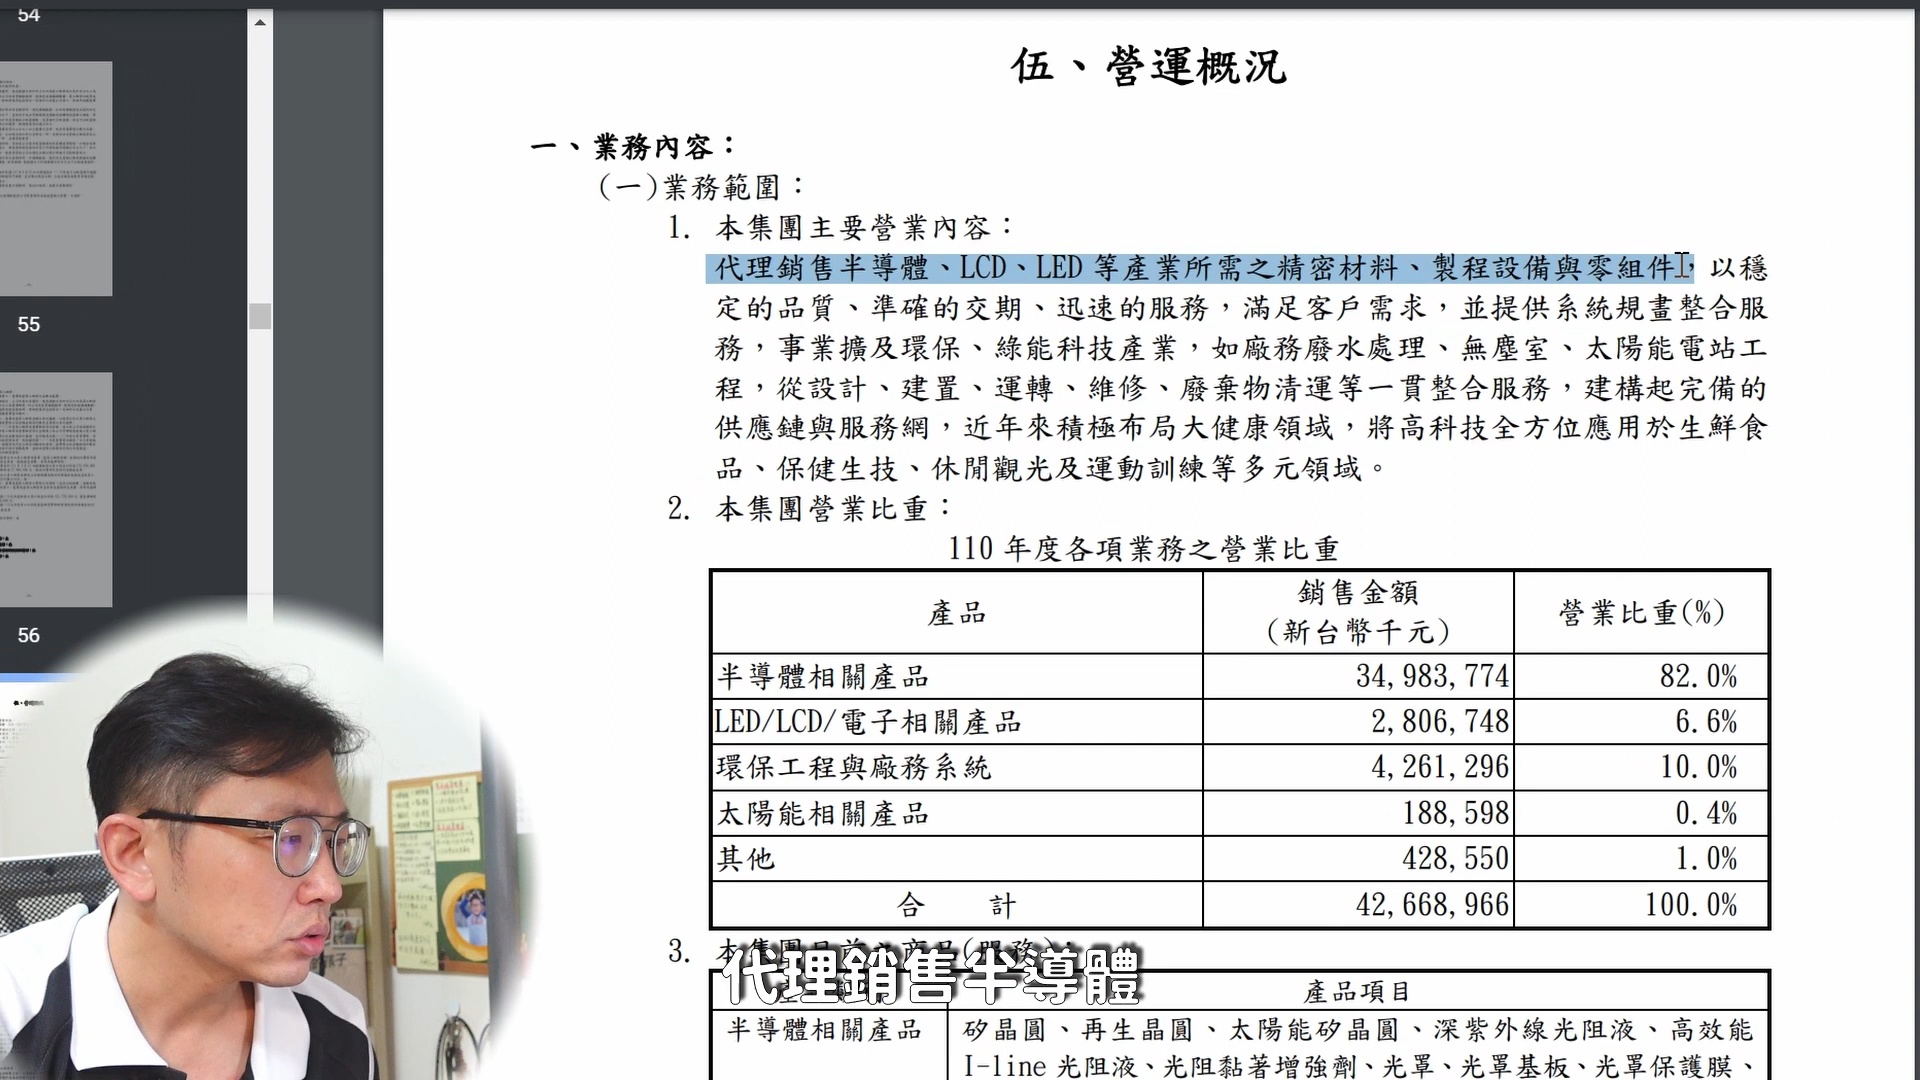 54
55
56
伍、營運概況
一、業務內容：
(一)業務範圍：
1. 本集團主要營業內容：
代理銷售半導體、LCD、LED 等產業所需之精密材料、製程設備與零組件，以穩
定的品質、準確的交期、迅速的服務，滿足客戶需求，並提供系統規畫整合服
務，事業擴及環保、綠能科技產業，如廠務廢水處理、無塵室、太陽能電站工
程，從設計、建置、運轉、維修、廢棄物清運等一貫整合服務，建構起完備的
供應鏈與服務網，近年來積極布局大健康領域，將高科技全方位應用於生鮮食
品、保健生技、休閒觀光及運動訓練等多元領域。
2. 本集團營業比重：
110 年度各項業務之營業比重
產品 銷售金額 (新台幣千元) 營業比重(%)
半導體相關產品 34,983,774 82.0%
LED/LCD/電子相關產品 2,806,748 6.6%
環保工程與廠務系統 4,261,296 10.0%
太陽能相關產品 188,598 0.4%
其他 428,550 1.0%
合 計 42,668,966 100.0%
3. 本集團目前之商品(服務)：
代理銷售半導體
產品項目
半導體相關產品 矽晶圓、再生晶圓、太陽能矽晶圓、深紫外線光阻液、高效能
I-line 光阻液、光阻黏著增強劑、光罩、光罩基板、光罩保護膜、